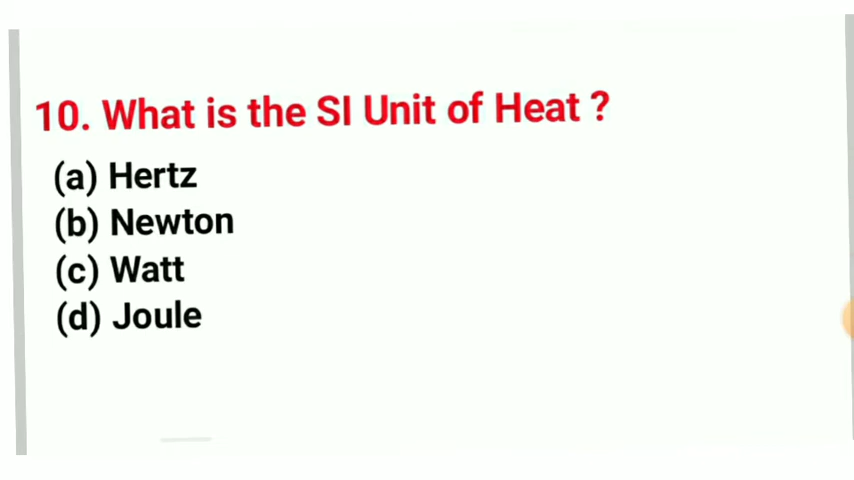 10. What is the SI Unit of Heat ?
(a) Hertz
(b) Newton
(c) Watt
(d) Joule